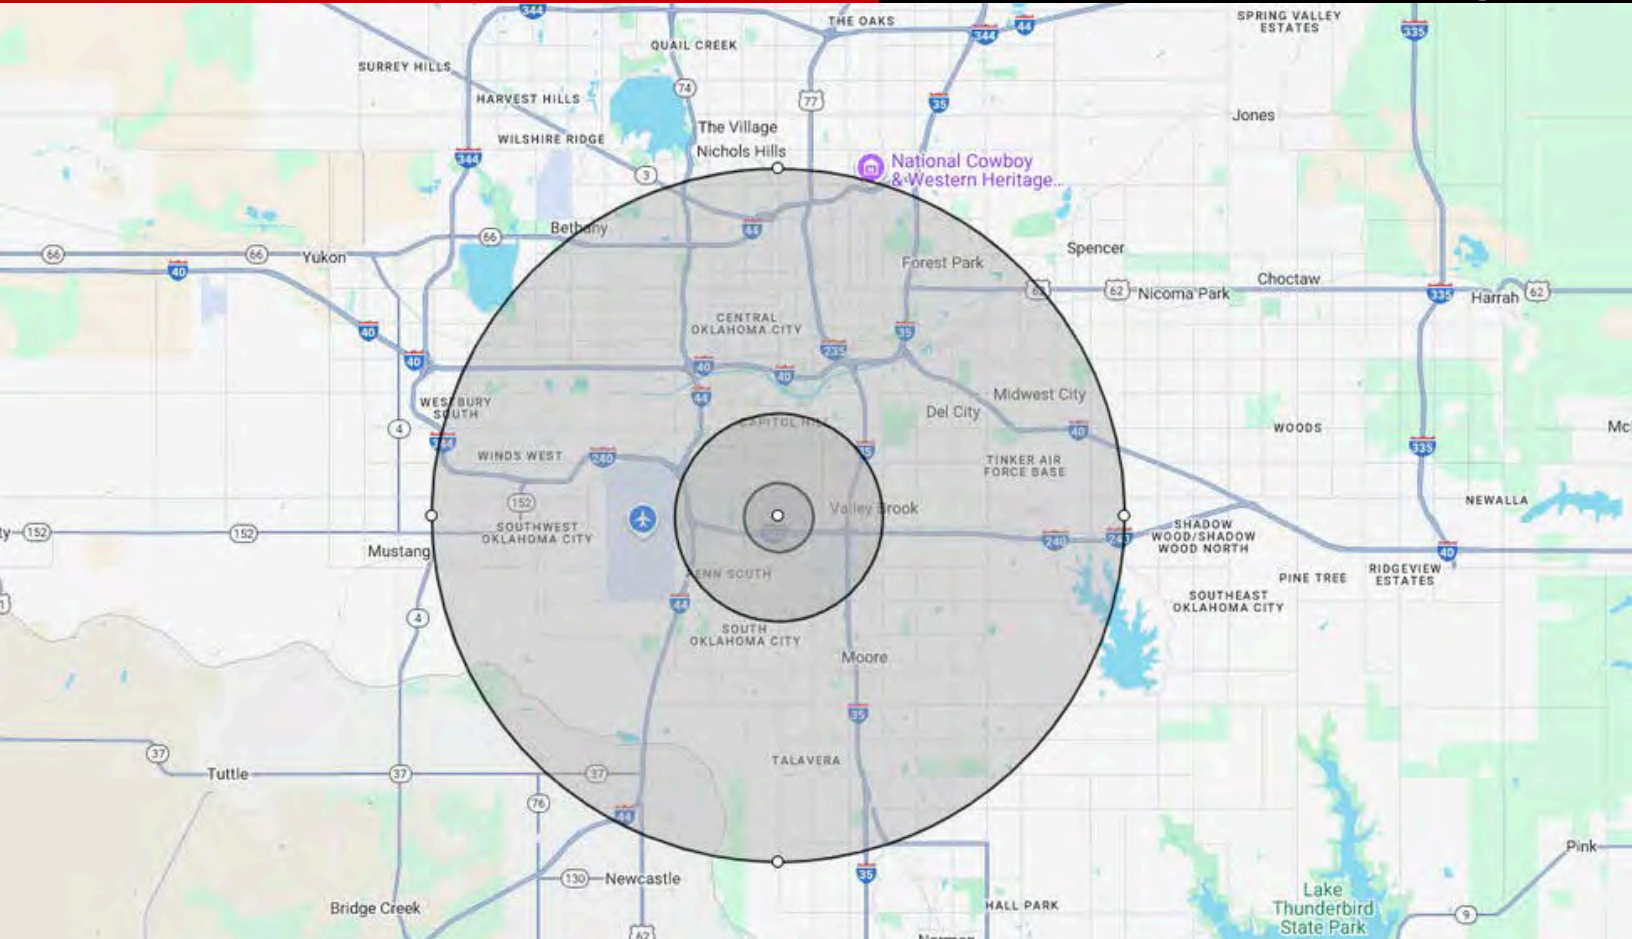 344
THE OAKS
44
344
SPRING VALLEY
ESTATES
335
QUAIL CREEK
SURREY HILLS
74
HARVEST HILLS
77
35
Jones
The Village
WILSHIRE RIDGE
Nichols Hills
344
National Cowboy
& Western Heritage...
3
Bethany
44
66
66
66
Yukon
40
Spencer
Forest Park
Choctaw
62
62
Nicoma Park
335
Harrah
62
CENTRAL
OKLAHOMA CITY
40
35
235
40
40
40
44
Midwest City
WESTBURY
SOUTH
Del City
CAPITOL HILL
4
40
WOODS
344
35
335
WINDS WEST
240
TINKER AIR
FORCE BASE
152
NEWALLA
Valley Brook
152
152
SOUTHWEST
OKLAHOMA CITY
240
240
SHADOW
WOOD/SHADOW
WOOD NORTH
Mustang
40
PENN SOUTH
PINE TREE
RIDGEVIEW
ESTATES
44
4
SOUTHEAST
OKLAHOMA CITY
SOUTH
OKLAHOMA CITY
Moore
35
37
TALAVERA
Tuttle
37
37
76
44
Pink
35
130
Newcastle
Bridge Creek
HALL PARK
Lake
Thunderbird
State Park
9
62
Norman